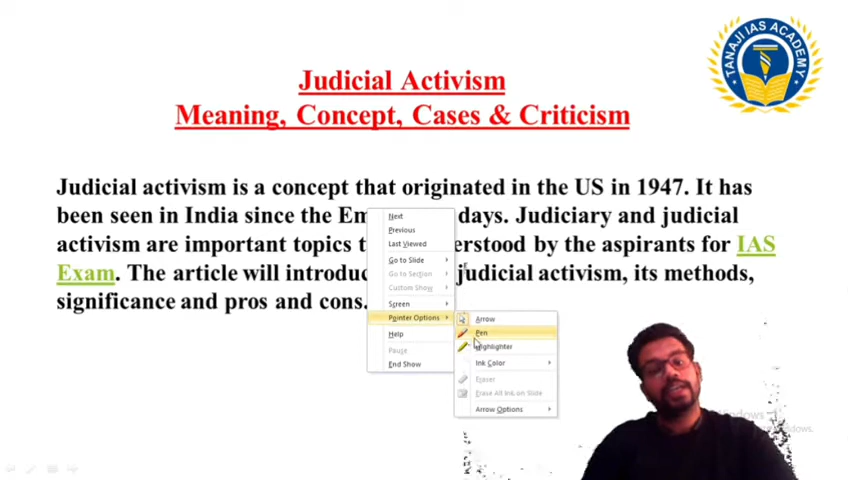 TANAJI IAS ACADEMY
Judicial Activism
Meaning, Concept, Cases & Criticism
Judicial activism is a concept that originated in the US in 1947. It has
been seen in India since the Em days. Judiciary and judicial
activism are important topics t erstood by the aspirants for IAS
Exam. The article will introduc judicial activism, its methods,
significance and pros and cons.
Next
Previous
Last Viewed
Go to Slide
Go to Section
Custom Show
Screen
Pointer Options
Help
Pause
End Show
Arrow
Pen
Highlighter
Ink Color
Eraser
Erase All Ink on Slide
Arrow Options